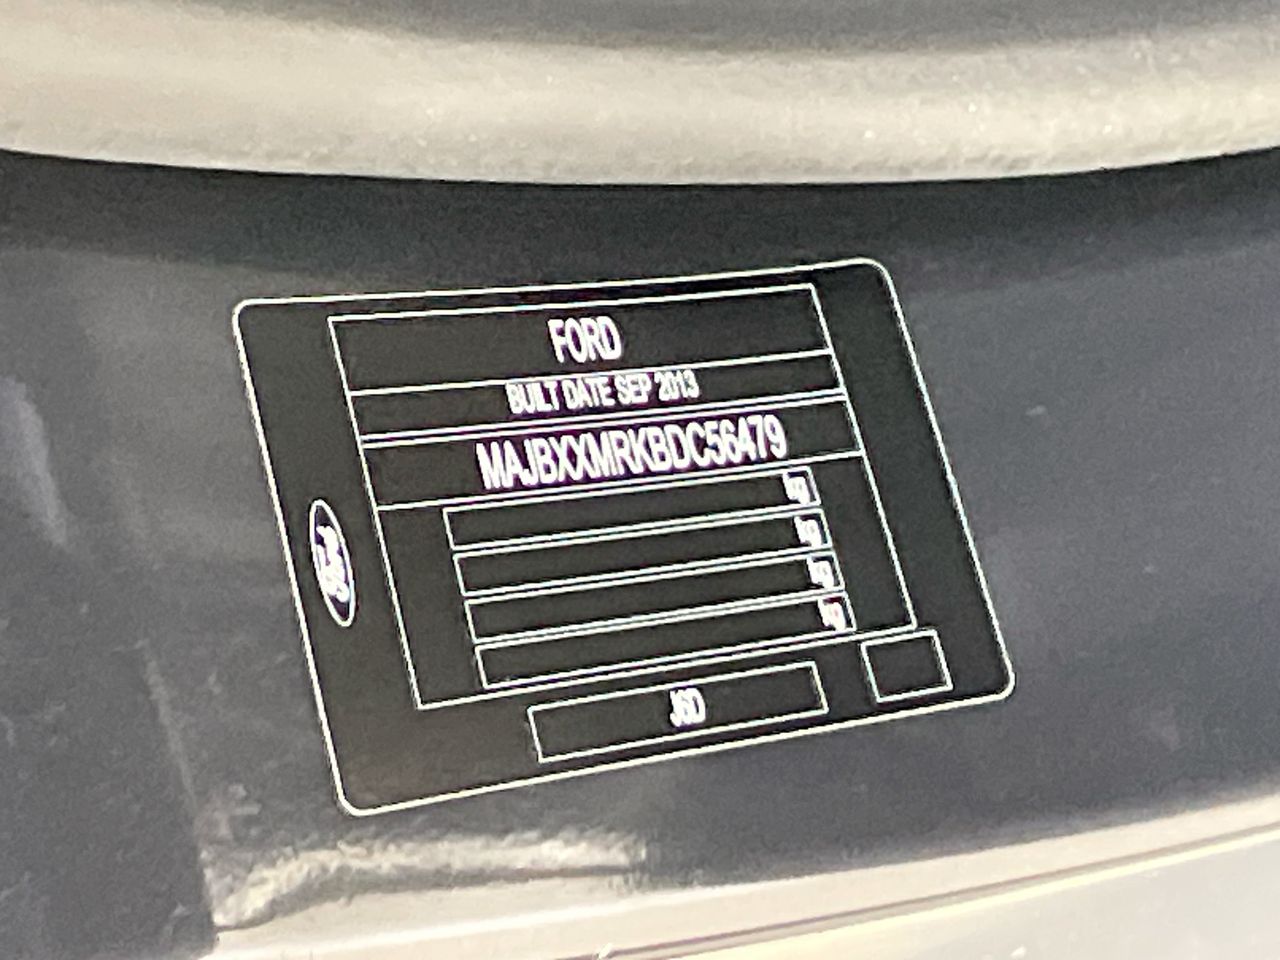 FORD
BUILT DATE SEP 2013
MAJBXXMRKBDC56479
kg
kg
kg
kg
J6D